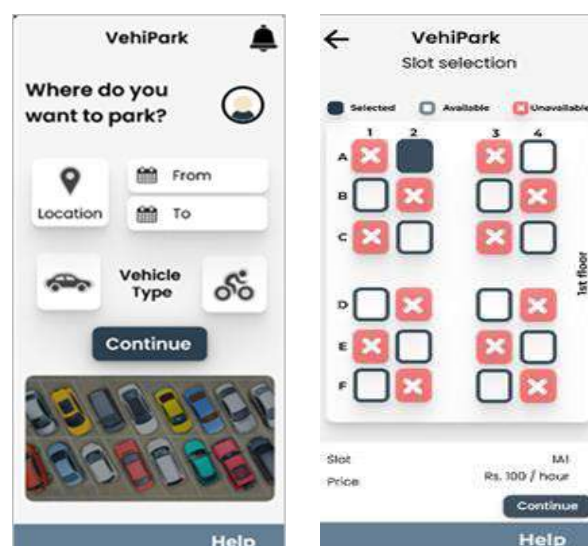 VehiPark
Where do you
want to park?
From
Location
To
Vehicle
Type
Continue
Help
VehiPark
Slot selection
Selected Available Unavailable
1 2 3 4
A
B
C
D
E
F
1st floor
Slot 1A1
Price Rs. 100 / hour
Continue
Help